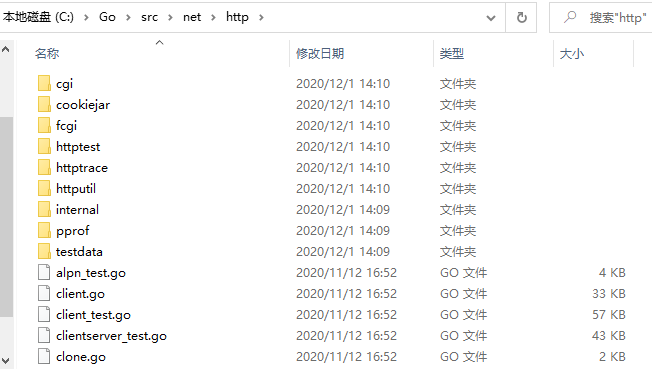 本地磁盘 (C:) › Go › src › net › http › 搜索"http"
名称 修改日期 类型 大小
cgi 2020/12/1 14:10 文件夹
cookiejar 2020/12/1 14:10 文件夹
fcgi 2020/12/1 14:10 文件夹
httptest 2020/12/1 14:10 文件夹
httptrace 2020/12/1 14:10 文件夹
httputil 2020/12/1 14:10 文件夹
internal 2020/12/1 14:09 文件夹
pprof 2020/12/1 14:09 文件夹
testdata 2020/12/1 14:09 文件夹
alpn_test.go 2020/11/12 16:52 GO 文件 4 KB
client.go 2020/11/12 16:52 GO 文件 33 KB
client_test.go 2020/11/12 16:52 GO 文件 57 KB
clientserver_test.go 2020/11/12 16:52 GO 文件 43 KB
clone.go 2020/11/12 16:52 GO 文件 2 KB